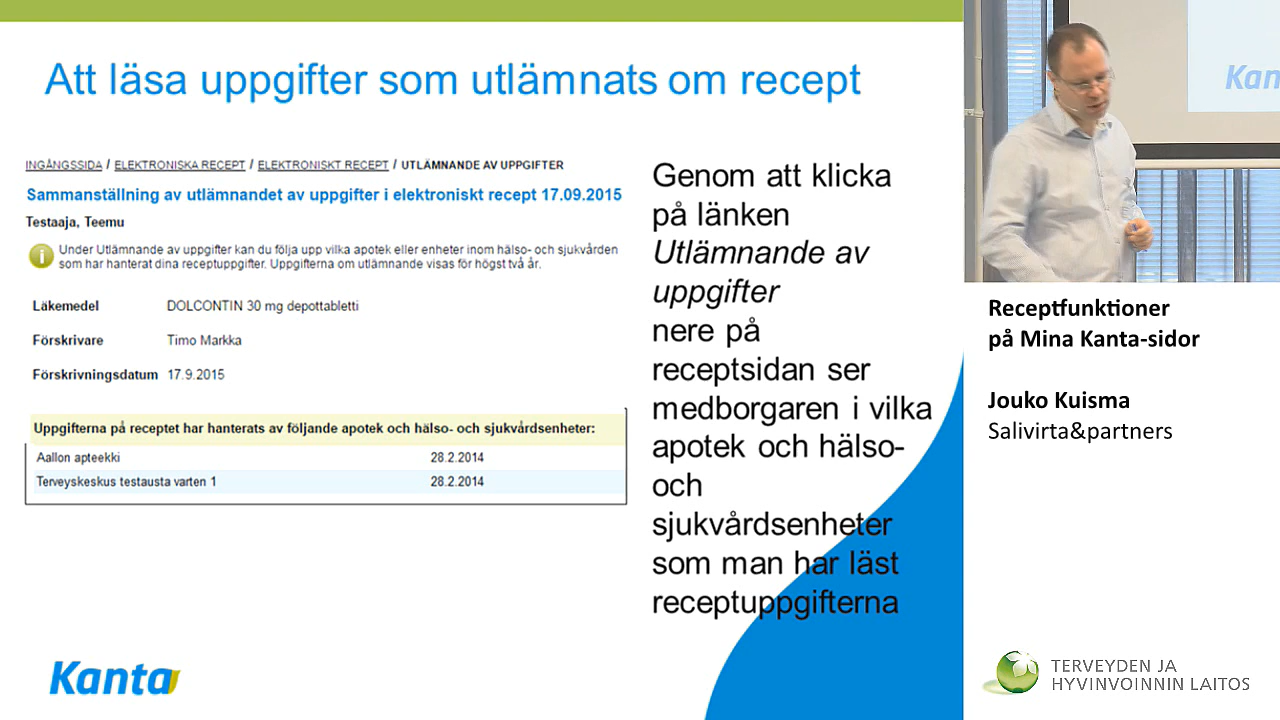 Att läsa uppgifter som utlämnats om recept
INGÅNGSSIDA / ELEKTRONISKA RECEPT / ELEKTRONISKT RECEPT / UTLÄMNANDE AV UPPGIFTER
Sammanställning av utlämnandet av uppgifter i elektroniskt recept 17.09.2015
Testaaja, Teemu
i Under Utlämnande av uppgifter kan du följa upp vilka apotek eller enheter inom hälso- och sjukvården
som har hanterat dina receptuppgifter. Uppgifterna om utlämnande visas för högst två år.
Läkemedel DOLCONTIN 30 mg depottabletti
Förskrivare Timo Markka
Förskrivningsdatum 17.9.2015
Uppgifterna på receptet har hanterats av följande apotek och hälso- och sjukvårdsenheter:
Aallon apteekki 28.2.2014
Terveyskeskus testausta varten 1 28.2.2014
Genom att klicka
på länken
Utlämnande av
uppgifter
nere på
receptsidan ser
medborgaren i vilka
apotek och hälso-
och
sjukvårdsenheter
som man har läst
receptuppgifterna
Kanta
Kan
Receptfunktioner
på Mina Kanta-sidor
Jouko Kuisma
Salivirta&partners
TERVEYDEN JA
HYVINVOINNIN LAITOS